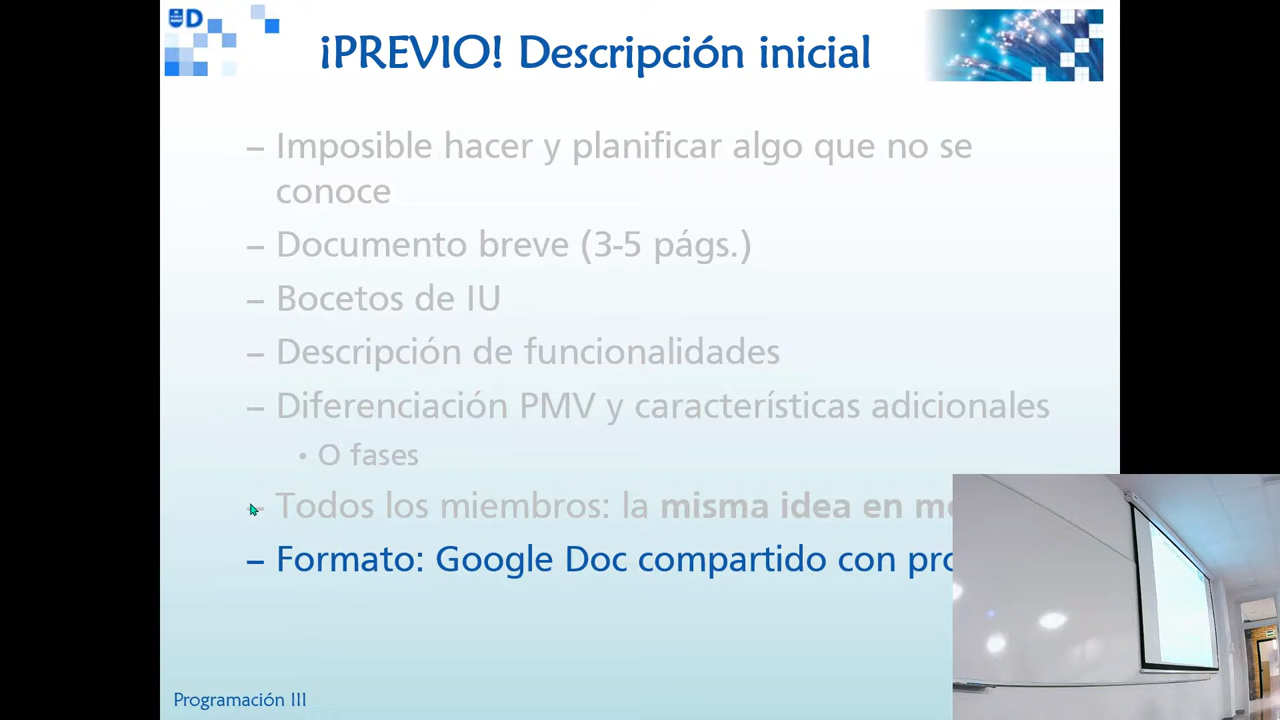 UD
¡PREVIO! Descripción inicial
– Imposible hacer y planificar algo que no se
conoce
– Documento breve (3-5 págs.)
– Bocetos de IU
– Descripción de funcionalidades
– Diferenciación PMV y características adicionales
• O fases
– Todos los miembros: la misma idea en
– Formato: Google Doc compartido con
Programación III